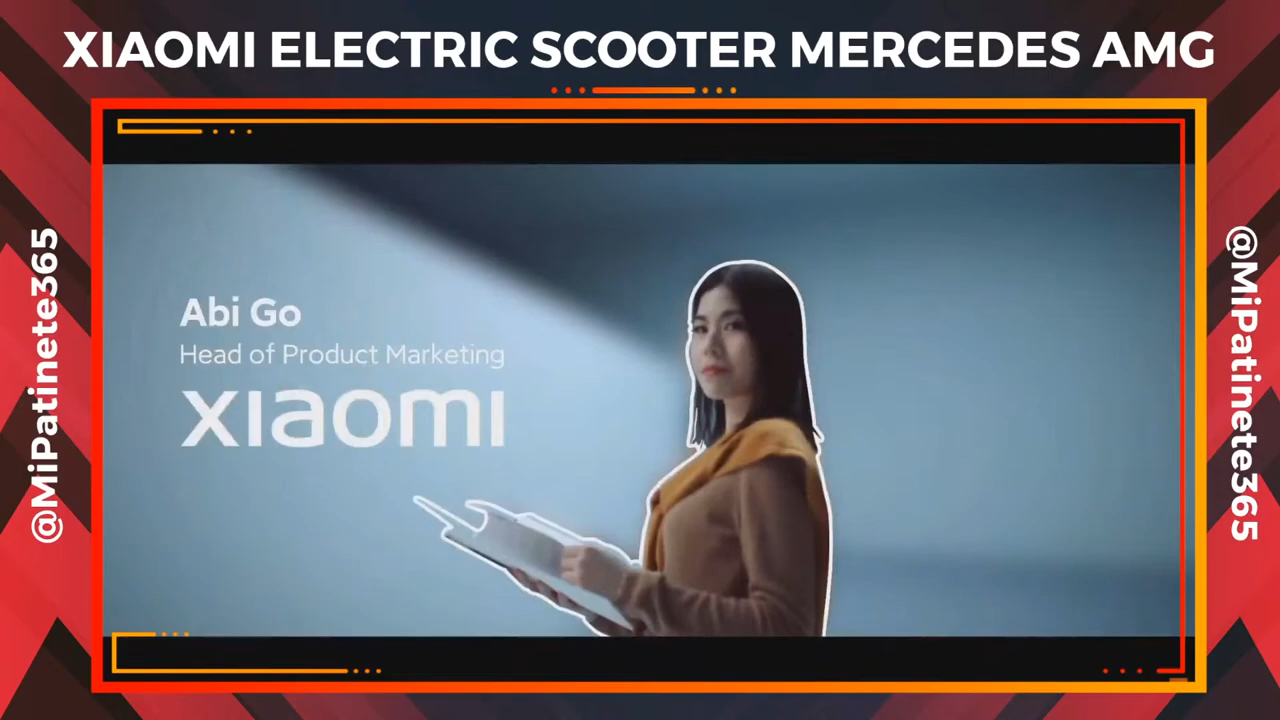 XIAOMI ELECTRIC SCOOTER MERCEDES AMG
@MiPatinete365
Abi Go
Head of Product Marketing
xiaomi
@MiPatinete365